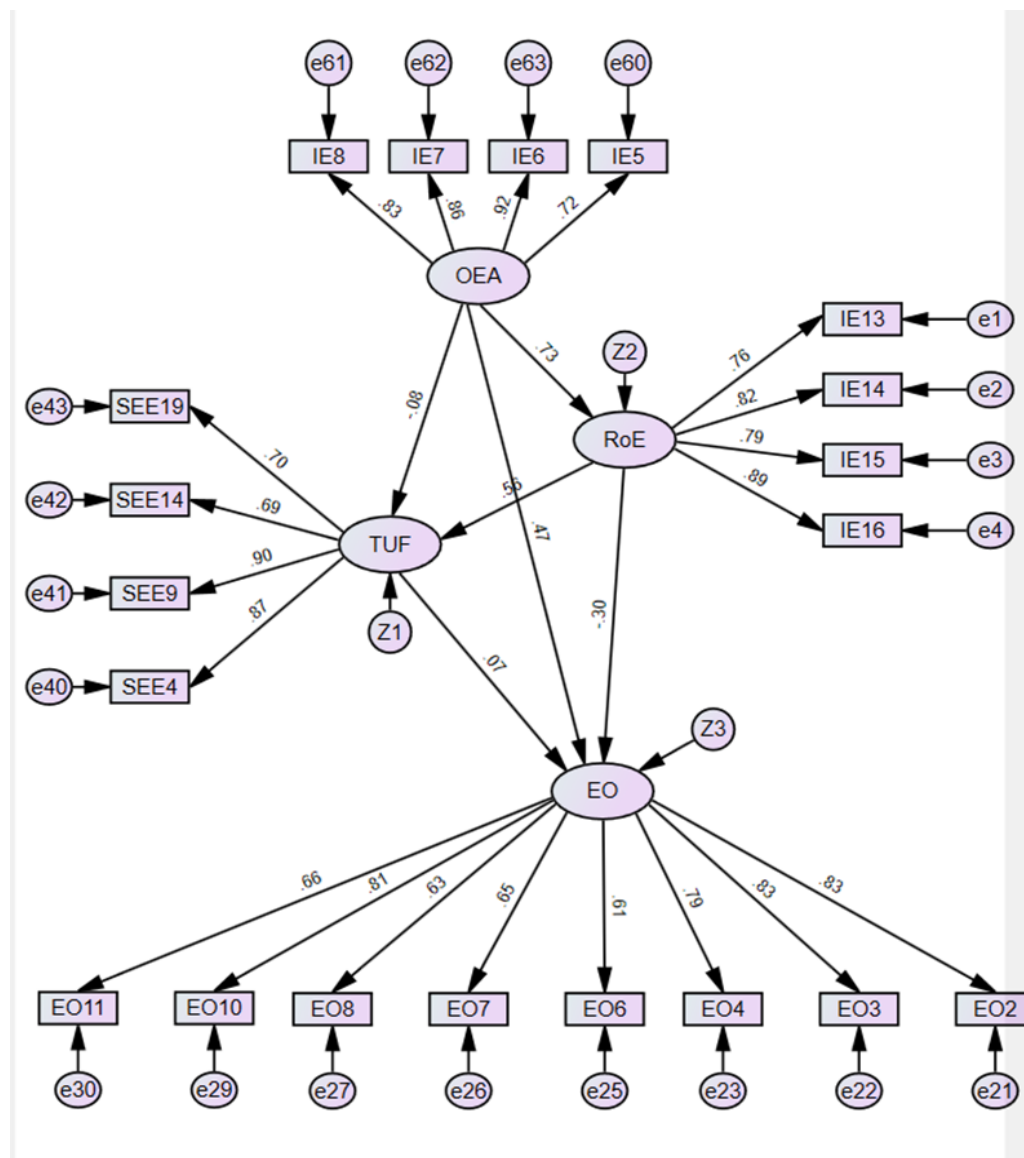 e61 e62 e63 e60
IE8 IE7 IE6 IE5
.83 .86 .92 .72
OEA
IE13 e1
.73 Z2 .76
IE14 e2
-.08 .82
e43 SEE19
RoE .79 IE15 e3
.70 .89
.56
e42 SEE14 .69
.47 IE16 e4
TUF
.90
e41 SEE9
.87 -.30
Z1
.07
e40 SEE4
Z3
EO
.66 .81 .63 .65 .61 .79 .83 .83
EO11 EO10 EO8 EO7 EO6 EO4 EO3 EO2
e30 e29 e27 e26 e25 e23 e22 e21